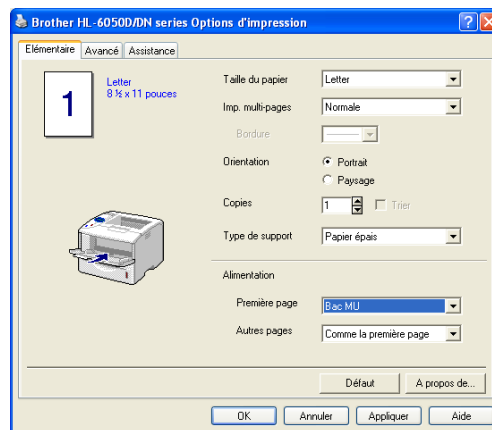 Brother HL-6050D/DN series Options d'impression
Elémentaire Avancé Assistance
1
Letter
8 ½ x 11 pouces
Taille du papier Letter
Imp. multi-pages Normale
Bordure
Orientation Portrait
Paysage
Copies 1 Trier
Type de support Papier épais
Alimentation
Première page Bac MU
Autres pages Comme la première page
Défaut A propos de...
OK Annuler Appliquer Aide